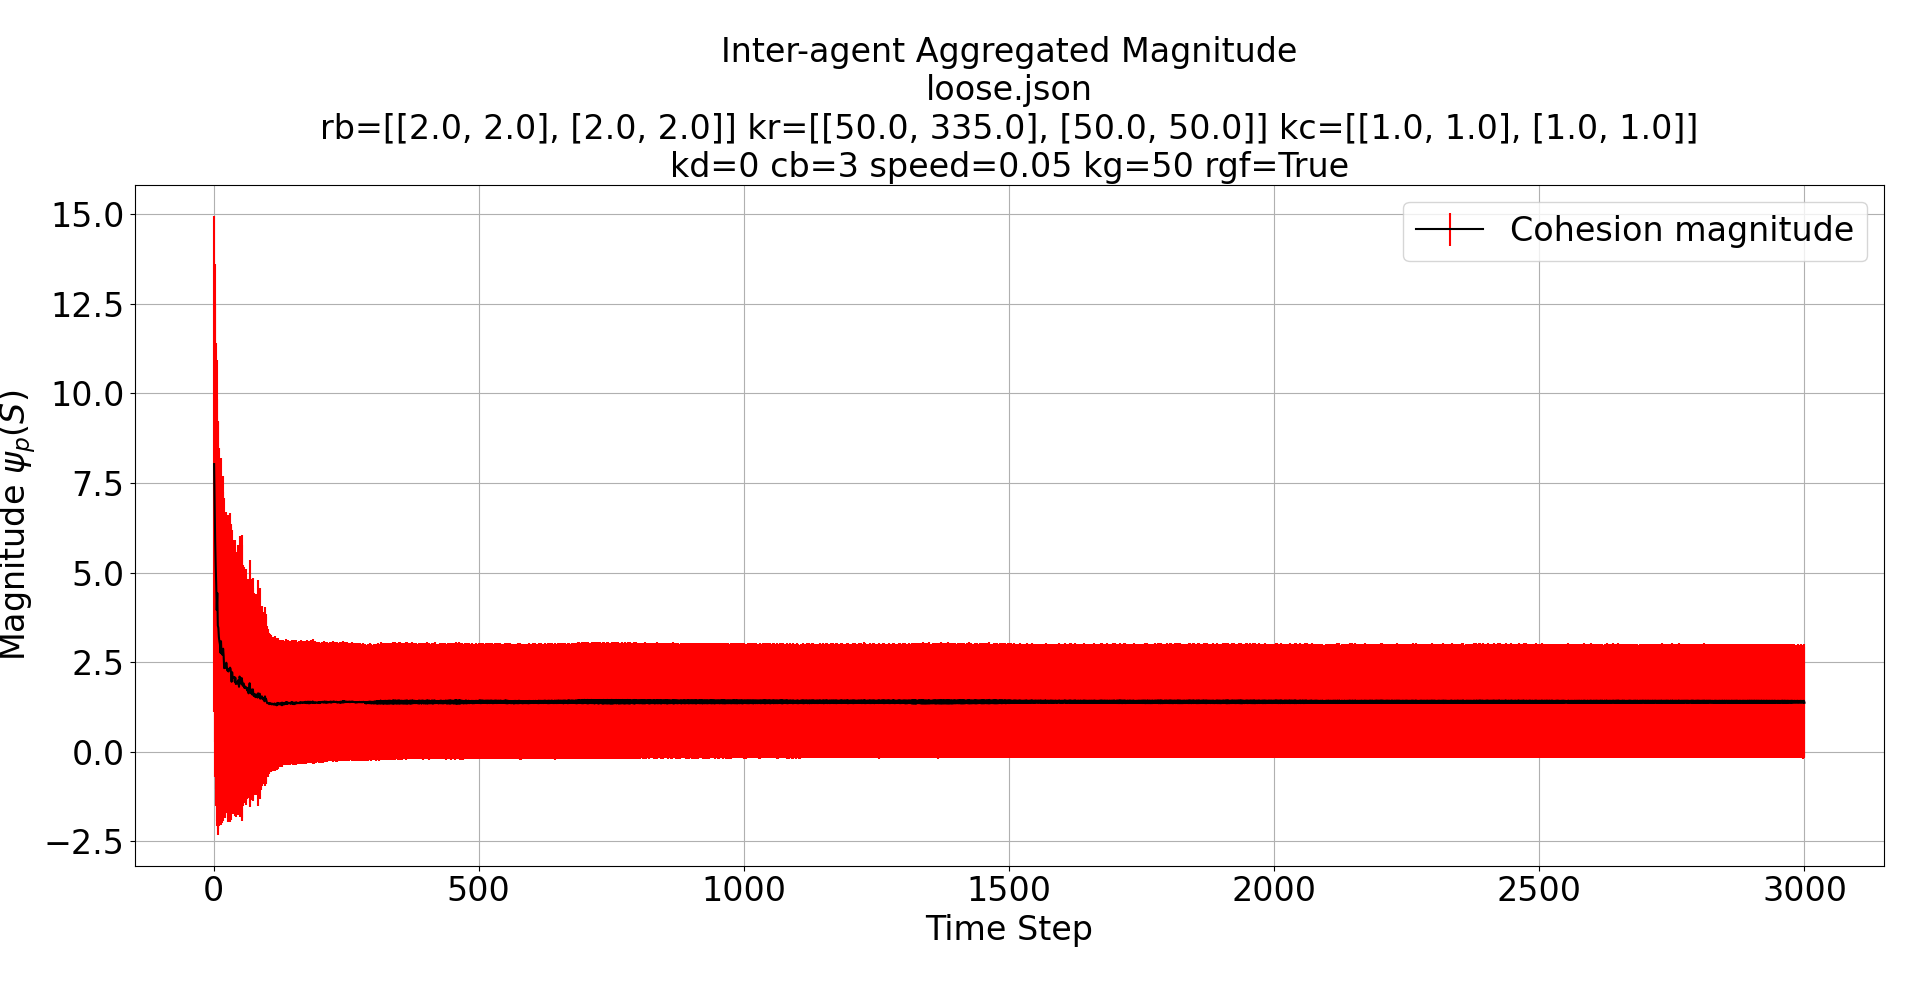 Inter-agent Aggregated Magnitude
loose.json
rb=[[2.0, 2.0], [2.0, 2.0]] kr=[[50.0, 335.0], [50.0, 50.0]] kc=[[1.0, 1.0], [1.0, 1.0]]
kd=0 cb=3 speed=0.05 kg=50 rgf=True
Cohesion magnitude
Magnitude ψp(S)
15.0
12.5
10.0
7.5
5.0
2.5
0.0
−2.5
0 500 1000 1500 2000 2500 3000
Time Step